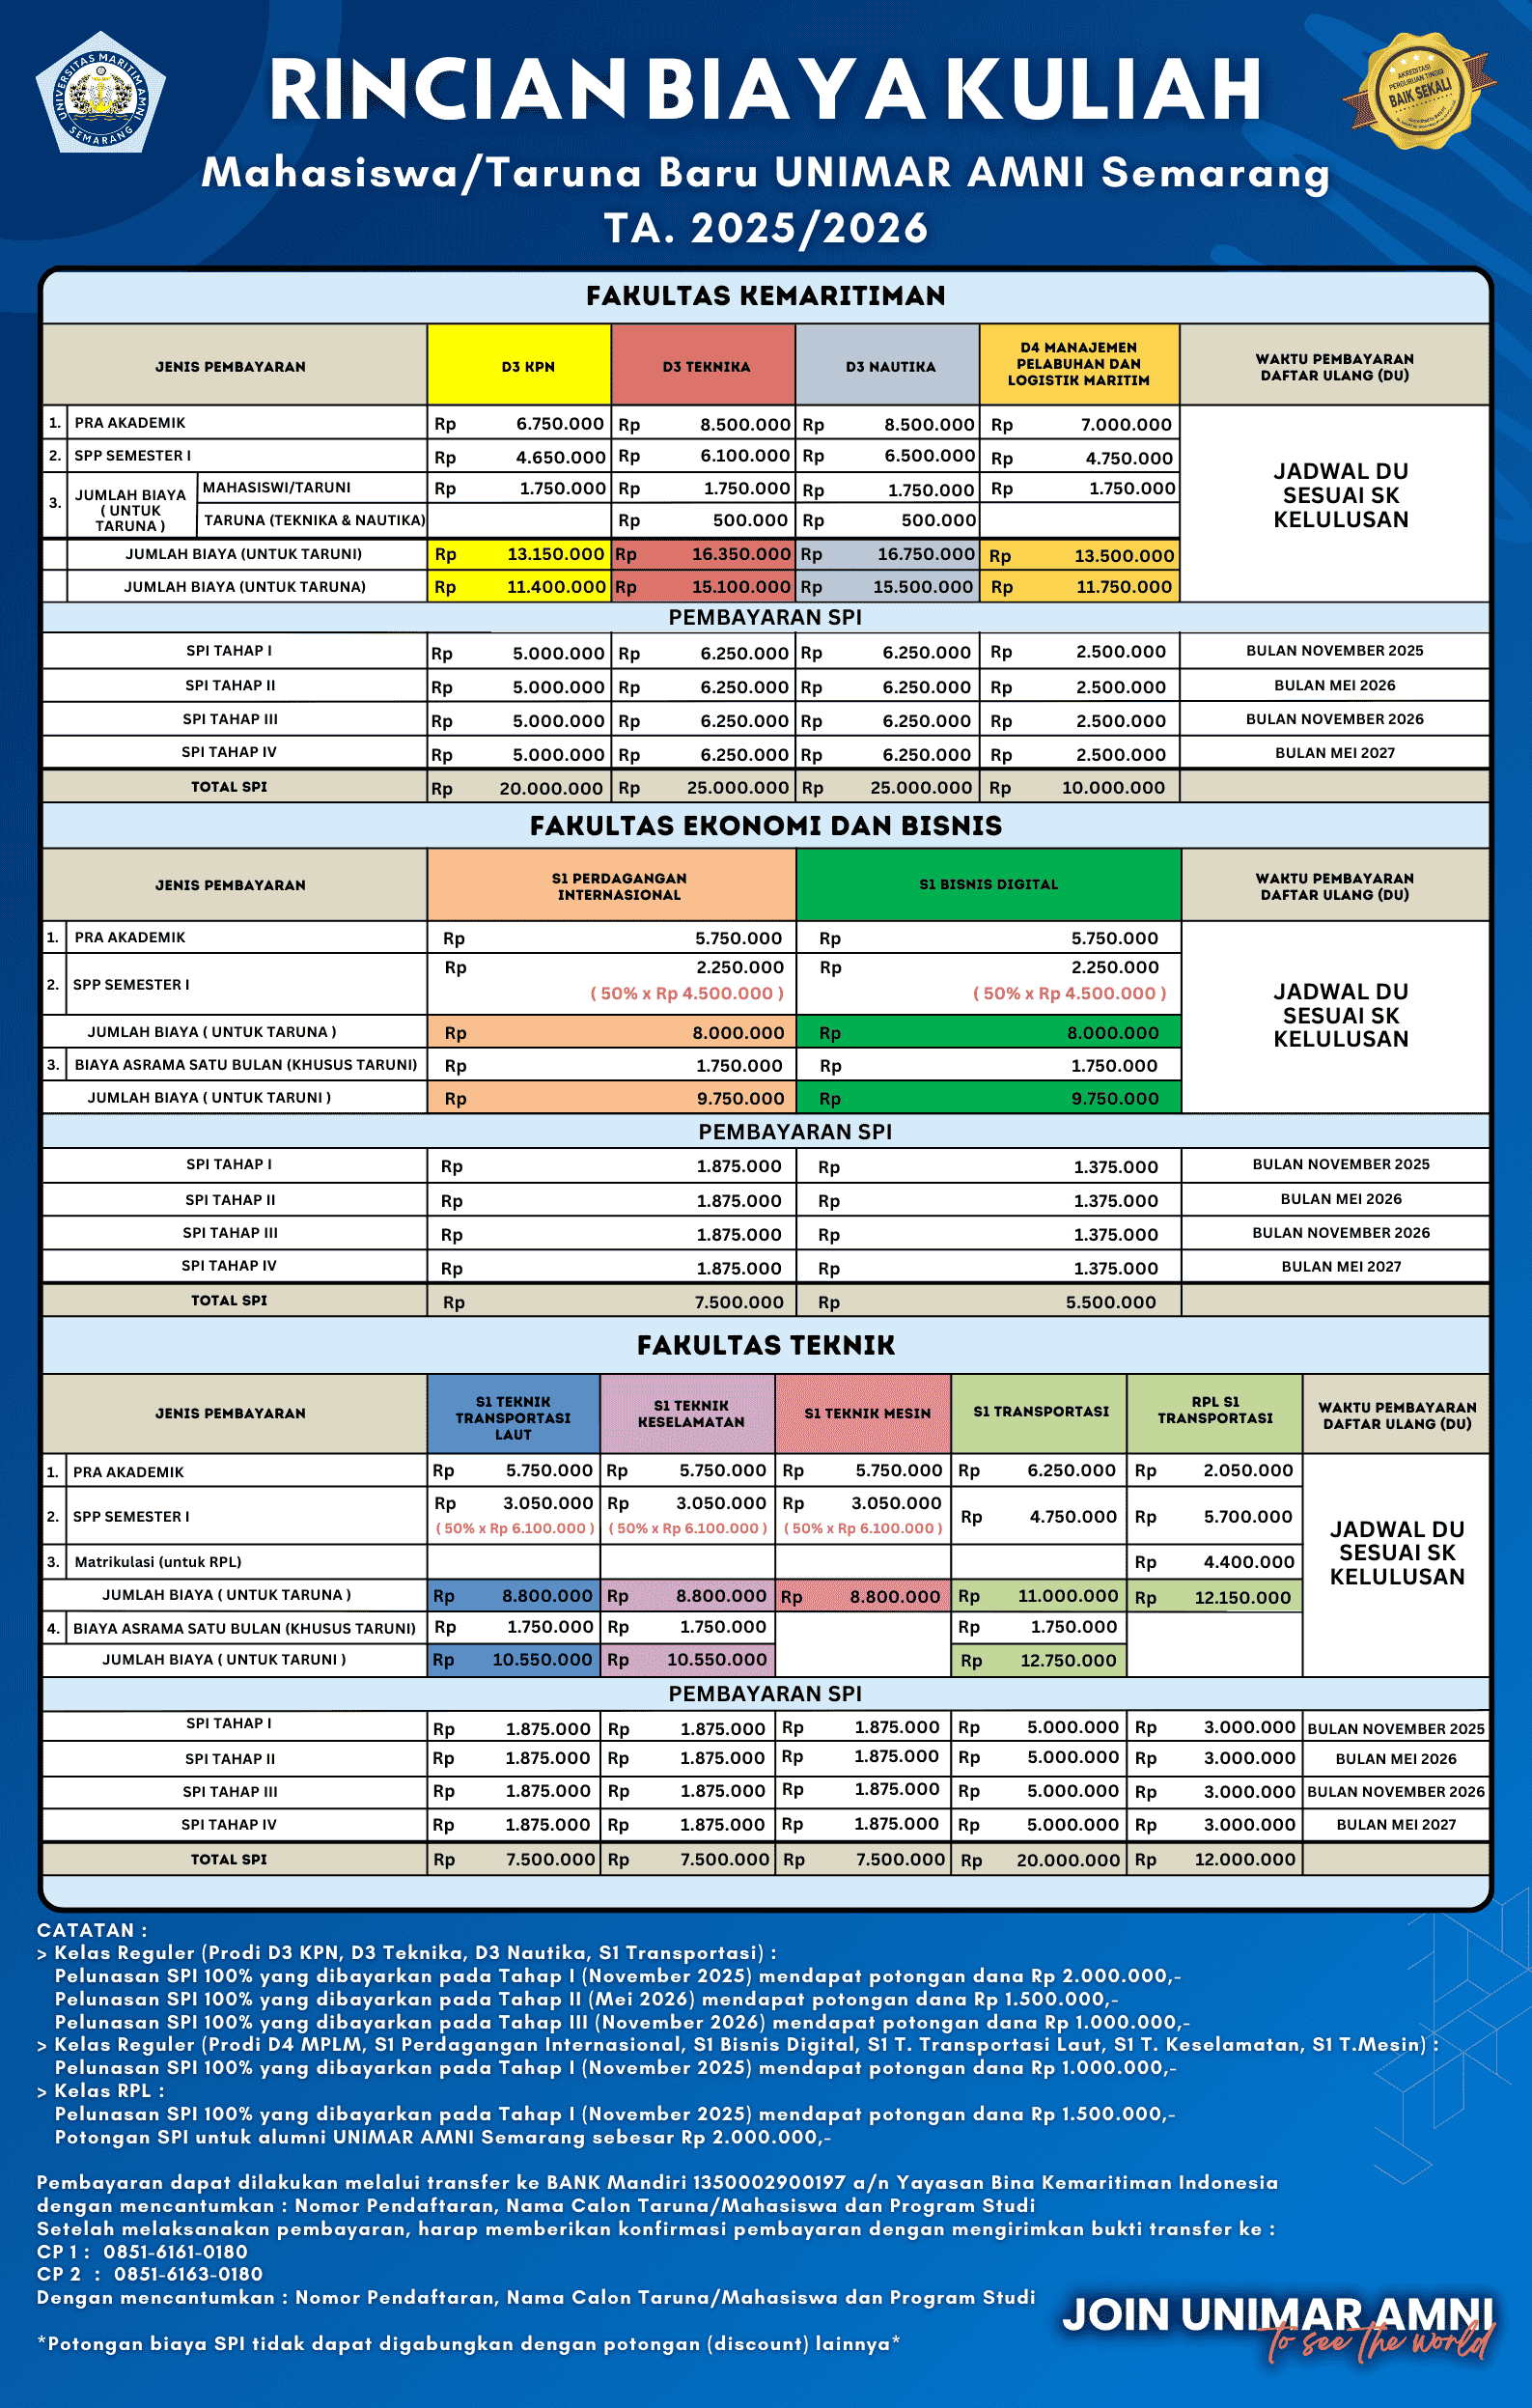 UNIVERSITAS MARITIM AMNI
SEMARANG
AKREDITASI
PERGURUAN TINGGI
BAIK SEKALI
RINCIAN BIAYA KULIAH
Mahasiswa/Taruna Baru UNIMAR AMNI Semarang
TA. 2025/2026
FAKULTAS KEMARITIMAN
JENIS PEMBAYARAN D3 KPN D3 TEKNIKA D3 NAUTIKA D4 MANAJEMEN PELABUHAN DAN LOGISTIK MARITIM WAKTU PEMBAYARAN DAFTAR ULANG (DU)
1. PRA AKADEMIK Rp 6.750.000 Rp 8.500.000 Rp 8.500.000 Rp 7.000.000
2. SPP SEMESTER I Rp 4.650.000 Rp 6.100.000 Rp 6.500.000 Rp 4.750.000
3. JUMLAH BIAYA ( UNTUK TARUNA ) MAHASISWI/TARUNI Rp 1.750.000 Rp 1.750.000 Rp 1.750.000 Rp 1.750.000
TARUNA (TEKNIKA & NAUTIKA) Rp 500.000 Rp 500.000
JADWAL DU
SESUAI SK
KELULUSAN
JUMLAH BIAYA (UNTUK TARUNI) Rp 13.150.000 Rp 16.350.000 Rp 16.750.000 Rp 13.500.000
JUMLAH BIAYA (UNTUK TARUNA) Rp 11.400.000 Rp 15.100.000 Rp 15.500.000 Rp 11.750.000
PEMBAYARAN SPI
SPI TAHAP I Rp 5.000.000 Rp 6.250.000 Rp 6.250.000 Rp 2.500.000 BULAN NOVEMBER 2025
SPI TAHAP II Rp 5.000.000 Rp 6.250.000 Rp 6.250.000 Rp 2.500.000 BULAN MEI 2026
SPI TAHAP III Rp 5.000.000 Rp 6.250.000 Rp 6.250.000 Rp 2.500.000 BULAN NOVEMBER 2026
SPI TAHAP IV Rp 5.000.000 Rp 6.250.000 Rp 6.250.000 Rp 2.500.000 BULAN MEI 2027
TOTAL SPI Rp 20.000.000 Rp 25.000.000 Rp 25.000.000 Rp 10.000.000
FAKULTAS EKONOMI DAN BISNIS
JENIS PEMBAYARAN S1 PERDAGANGAN INTERNASIONAL S1 BISNIS DIGITAL WAKTU PEMBAYARAN DAFTAR ULANG (DU)
1. PRA AKADEMIK Rp 5.750.000 Rp 5.750.000
2. SPP SEMESTER I Rp 2.250.000 Rp 2.250.000
( 50% x Rp 4.500.000 ) ( 50% x Rp 4.500.000 )
JADWAL DU
SESUAI SK
KELULUSAN
JUMLAH BIAYA ( UNTUK TARUNA ) Rp 8.000.000 Rp 8.000.000
3. BIAYA ASRAMA SATU BULAN (KHUSUS TARUNI) Rp 1.750.000 Rp 1.750.000
JUMLAH BIAYA ( UNTUK TARUNI ) Rp 9.750.000 Rp 9.750.000
PEMBAYARAN SPI
SPI TAHAP I Rp 1.875.000 Rp 1.375.000 BULAN NOVEMBER 2025
SPI TAHAP II Rp 1.875.000 Rp 1.375.000 BULAN MEI 2026
SPI TAHAP III Rp 1.875.000 Rp 1.375.000 BULAN NOVEMBER 2026
SPI TAHAP IV Rp 1.875.000 Rp 1.375.000 BULAN MEI 2027
TOTAL SPI Rp 7.500.000 Rp 5.500.000
FAKULTAS TEKNIK
JENIS PEMBAYARAN S1 TEKNIK TRANSPORTASI LAUT S1 TEKNIK KESELAMATAN S1 TEKNIK MESIN S1 TRANSPORTASI RPL S1 TRANSPORTASI WAKTU PEMBAYARAN DAFTAR ULANG (DU)
1. PRA AKADEMIK Rp 5.750.000 Rp 5.750.000 Rp 5.750.000 Rp 6.250.000 Rp 2.050.000
2. SPP SEMESTER I Rp 3.050.000 Rp 3.050.000 Rp 3.050.000 Rp 4.750.000 Rp 5.700.000
( 50% x Rp 6.100.000 ) ( 50% x Rp 6.100.000 ) ( 50% x Rp 6.100.000 )
3. Matrikulasi (untuk RPL) Rp 4.400.000
JADWAL DU
SESUAI SK
KELULUSAN
JUMLAH BIAYA ( UNTUK TARUNA ) Rp 8.800.000 Rp 8.800.000 Rp 8.800.000 Rp 11.000.000 Rp 12.150.000
4. BIAYA ASRAMA SATU BULAN (KHUSUS TARUNI) Rp 1.750.000 Rp 1.750.000 Rp 1.750.000
JUMLAH BIAYA ( UNTUK TARUNI ) Rp 10.550.000 Rp 10.550.000 Rp 12.750.000
PEMBAYARAN SPI
SPI TAHAP I Rp 1.875.000 Rp 1.875.000 Rp 1.875.000 Rp 5.000.000 Rp 3.000.000 BULAN NOVEMBER 2025
SPI TAHAP II Rp 1.875.000 Rp 1.875.000 Rp 1.875.000 Rp 5.000.000 Rp 3.000.000 BULAN MEI 2026
SPI TAHAP III Rp 1.875.000 Rp 1.875.000 Rp 1.875.000 Rp 5.000.000 Rp 3.000.000 BULAN NOVEMBER 2026
SPI TAHAP IV Rp 1.875.000 Rp 1.875.000 Rp 1.875.000 Rp 5.000.000 Rp 3.000.000 BULAN MEI 2027
TOTAL SPI Rp 7.500.000 Rp 7.500.000 Rp 7.500.000 Rp 20.000.000 Rp 12.000.000
CATATAN :
> Kelas Reguler (Prodi D3 KPN, D3 Teknika, D3 Nautika, S1 Transportasi) :
Pelunasan SPI 100% yang dibayarkan pada Tahap I (November 2025) mendapat potongan dana Rp 2.000.000,-
Pelunasan SPI 100% yang dibayarkan pada Tahap II (Mei 2026) mendapat potongan dana Rp 1.500.000,-
Pelunasan SPI 100% yang dibayarkan pada Tahap III (November 2026) mendapat potongan dana Rp 1.000.000,-
> Kelas Reguler (Prodi D4 MPLM, S1 Perdagangan Internasional, S1 Bisnis Digital, S1 T. Transportasi Laut, S1 T. Keselamatan, S1 T.Mesin) :
Pelunasan SPI 100% yang dibayarkan pada Tahap I (November 2025) mendapat potongan dana Rp 1.000.000,-
> Kelas RPL :
Pelunasan SPI 100% yang dibayarkan pada Tahap I (November 2025) mendapat potongan dana Rp 1.500.000,-
Potongan SPI untuk alumni UNIMAR AMNI Semarang sebesar Rp 2.000.000,-
Pembayaran dapat dilakukan melalui transfer ke BANK Mandiri 1350002900197 a/n Yayasan Bina Kemaritiman Indonesia
dengan mencantumkan : Nomor Pendaftaran, Nama Calon Taruna/Mahasiswa dan Program Studi
Setelah melaksanakan pembayaran, harap memberikan konfirmasi pembayaran dengan mengirimkan bukti transfer ke :
CP 1 : 0851-6161-0180
CP 2 : 0851-6163-0180
Dengan mencantumkan : Nomor Pendaftaran, Nama Calon Taruna/Mahasiswa dan Program Studi
*Potongan biaya SPI tidak dapat digabungkan dengan potongan (discount) lainnya*
JOIN UNIMAR AMNI
to see the world